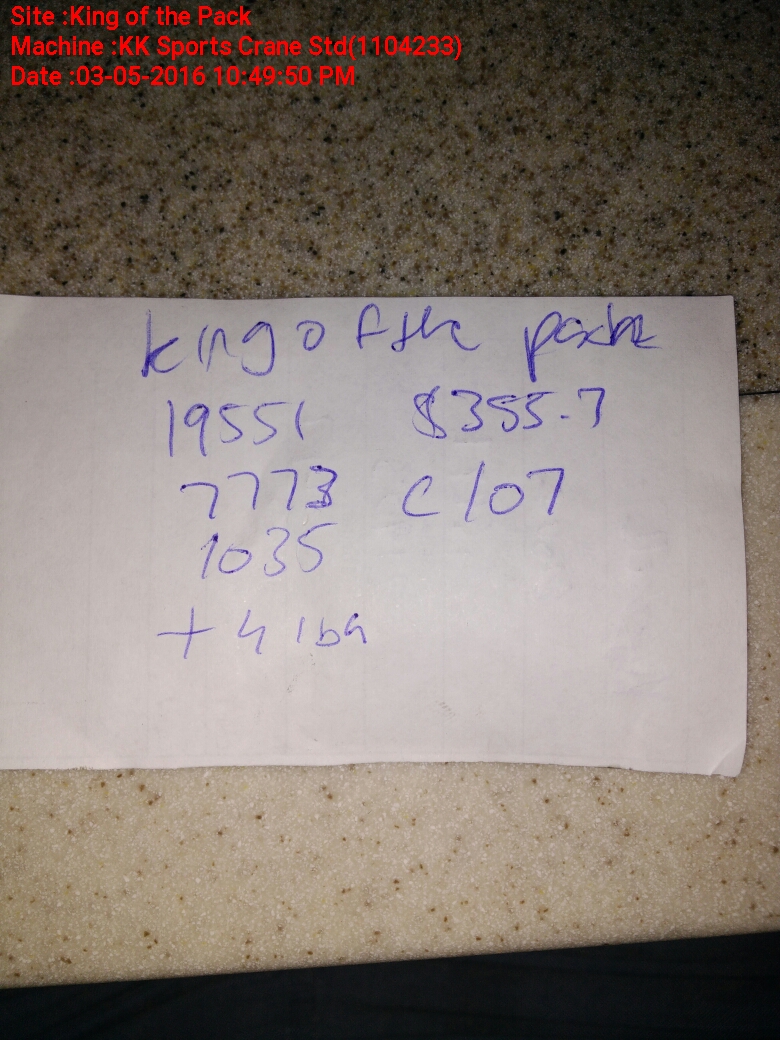 Site :King of the Pack
Machine :KK Sports Crane Std(1104233)
Date :03-05-2016 10:49:50 PM
king of the pack
19551 $355.7
7773 C107
1035
+ 4 lba